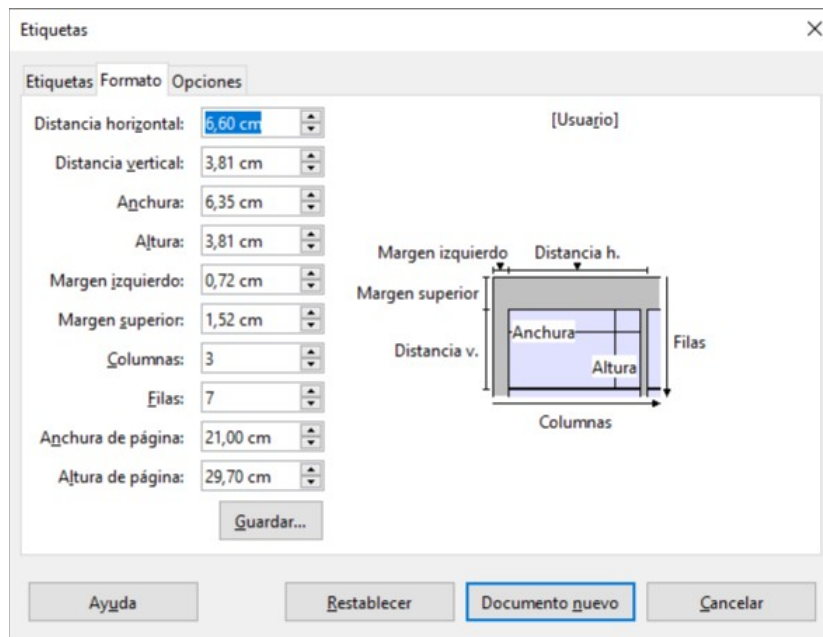 Etiquetas
Etiquetas Formato Opciones
Distancia horizontal: 6,60 cm
Distancia vertical: 3,81 cm
Anchura: 6,35 cm
Altura: 3,81 cm
Margen izquierdo: 0,72 cm
Margen superior: 1,52 cm
Columnas: 3
Filas: 7
Anchura de página: 21,00 cm
Altura de página: 29,70 cm
Guardar...
[Usuario]
Margen izquierdo Distancia h.
Margen superior
Anchura
Distancia v.
Filas
Altura
Columnas
Ayuda Restablecer Documento nuevo Cancelar